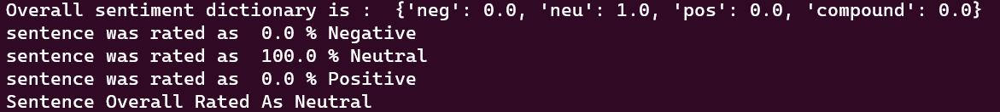 Overall sentiment dictionary is :  {'neg': 0.0, 'neu': 1.0, 'pos': 0.0, 'compound': 0.0}
sentence was rated as  0.0 % Negative
sentence was rated as  100.0 % Neutral
sentence was rated as  0.0 % Positive
Sentence Overall Rated As Neutral